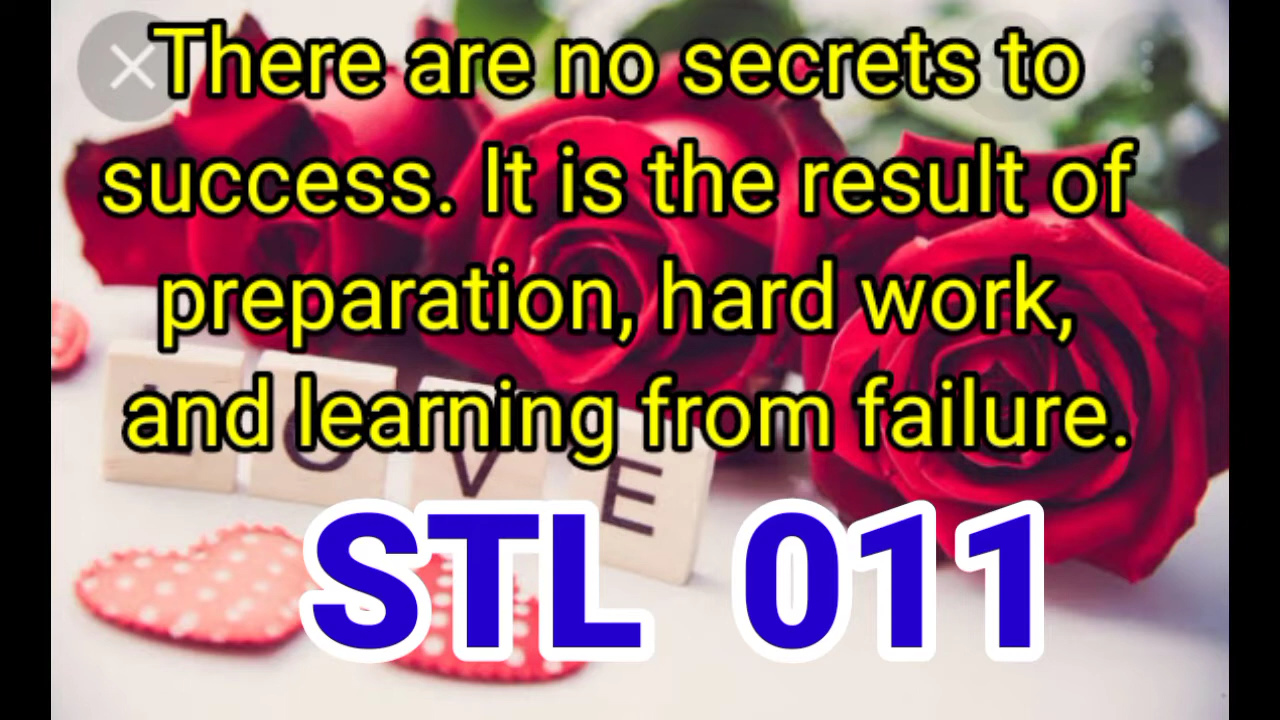 There are no secrets to
success. It is the result of
preparation, hard work,
and learning from failure.
LOVE
STL 011